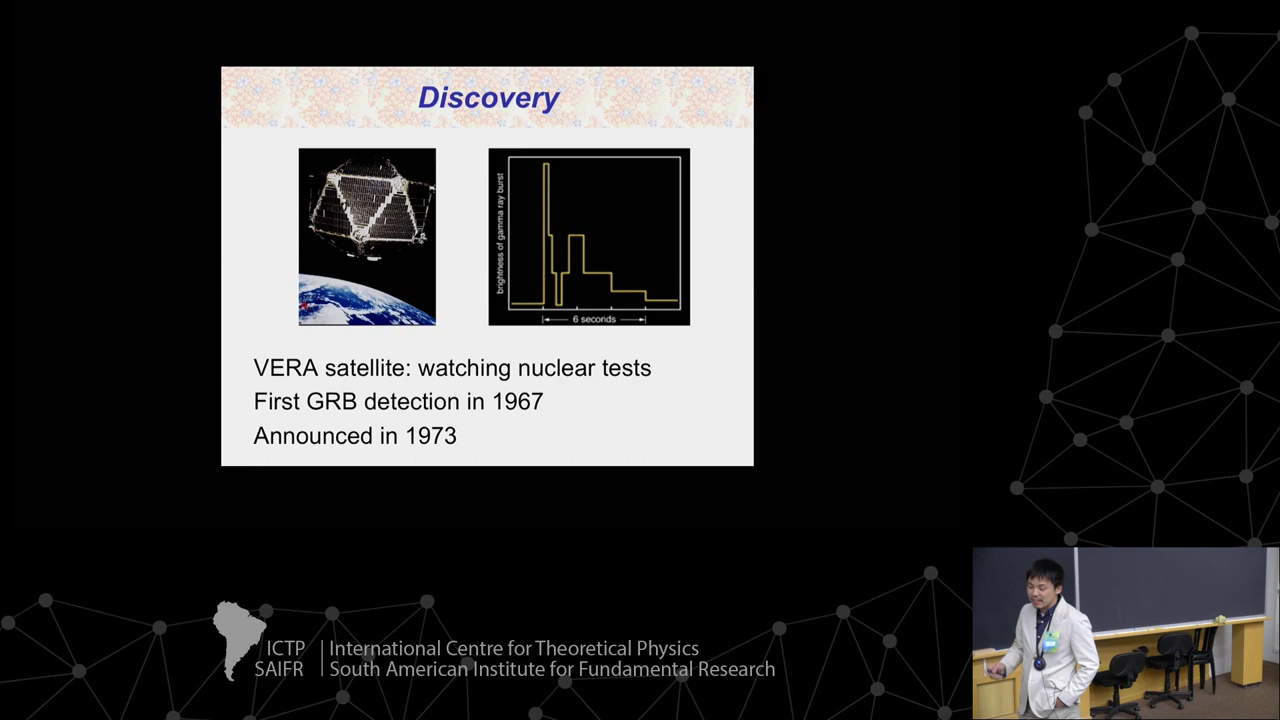 Discovery
brightness of gamma ray burst
6 seconds
VERA satellite: watching nuclear tests
First GRB detection in 1967
Announced in 1973
ICTP International Centre for Theoretical Physics
SAIFR South American Institute for Fundamental Research